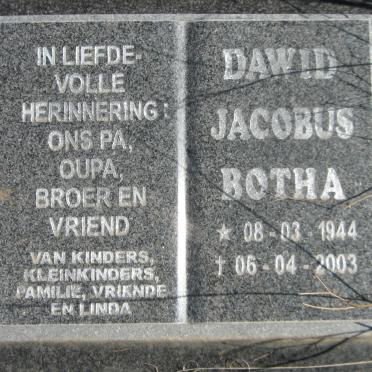 IN LIEFDE-
VOLLE
HERINNERING:
ONS PA,
OUPA,
BROER EN
VRIEND
VAN KINDERS,
KLEINKINDERS,
FAMILIE, VRIENDE
EN LINDA
DAWID
JACOBUS
BOTHA
* 08-03-1944
† 06-04-2003